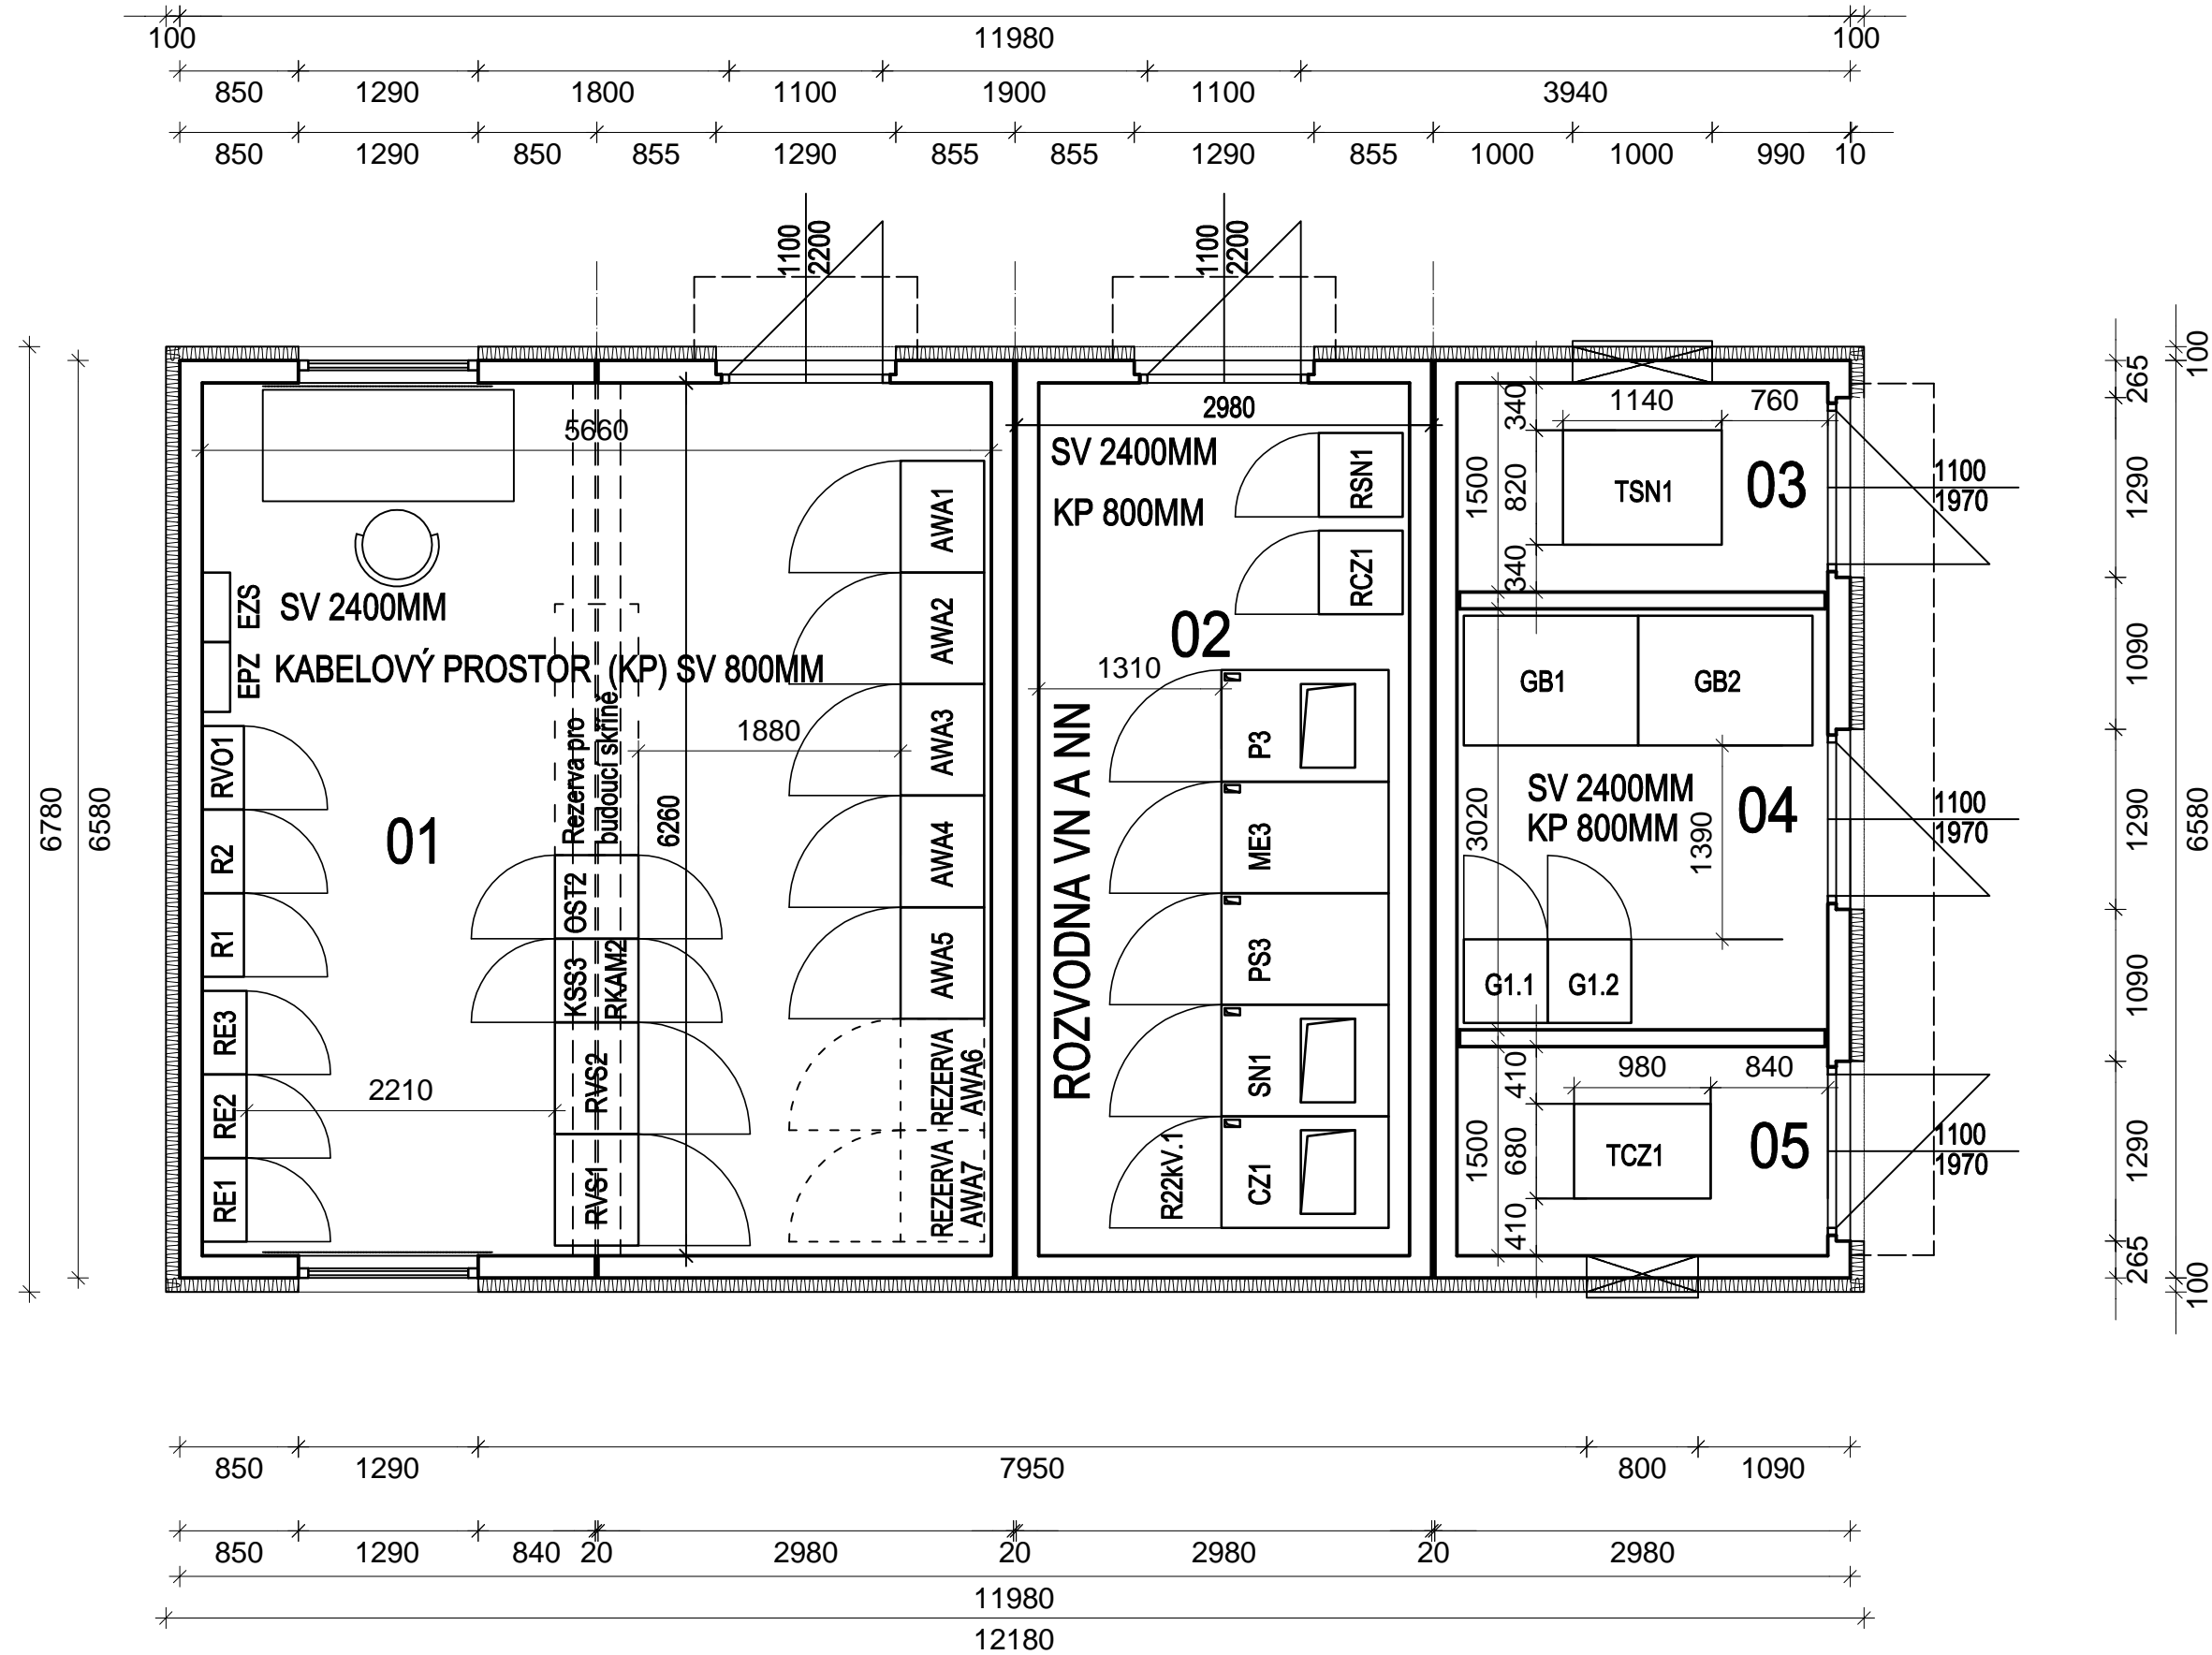 100 11980 100
850 1290 1800 1100 1900 1100 3940
850 1290 850 855 1290 855 855 1290 855 1000 1000 990 10
1100
2200
1100
2200
5660
EZS
EPZ
SV 2400MM
KABELOVÝ PROSTOR (KP) SV 800MM
01
RVO1
R2
R1
RE3
RE2
RE1
2210
Rezerva pro
budoucí skříně
6260
1880
OST2
KSS3
RKAM2
RVS2
RVS1
AWA1
AWA2
AWA3
AWA4
AWA5
REZERVA
AWA6
REZERVA
AWA7
2980
SV 2400MM
KP 800MM
RSN1
RCZ1
02
1310
ROZVODNA VN A NN
P3
ME3
PS3
SN1
CZ1
R22kV.1
340
1500
820
340
1140 760
TSN1
03
GB1 GB2
SV 2400MM
KP 800MM
04
3020
1390
G1.1 G1.2
410
1500
680
410
980 840
TCZ1
05
1100
1970
1100
1970
1100
1970
6780
6580
265
1290
1090
1290
1090
1290
265
100
6580
100
850 1290 7950 800 1090
850 1290 840 20 2980 20 2980 20 2980
11980
12180